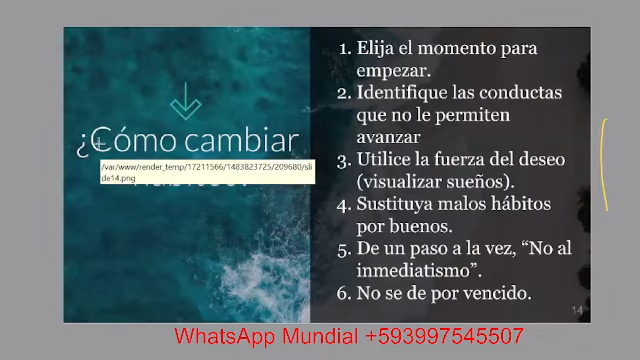 ¿Cómo cambiar
/var/www/render_temp/17211566/1483823725/209680/sli
de14.png
1. Elija el momento para
empezar.
2. Identifique las conductas
que no le permiten
avanzar
3. Utilice la fuerza del deseo
(visualizar sueños).
4. Sustituya malos hábitos
por buenos.
5. De un paso a la vez, “No al
inmediatismo”.
6. No se de por vencido.
14
WhatsApp Mundial +593997545507